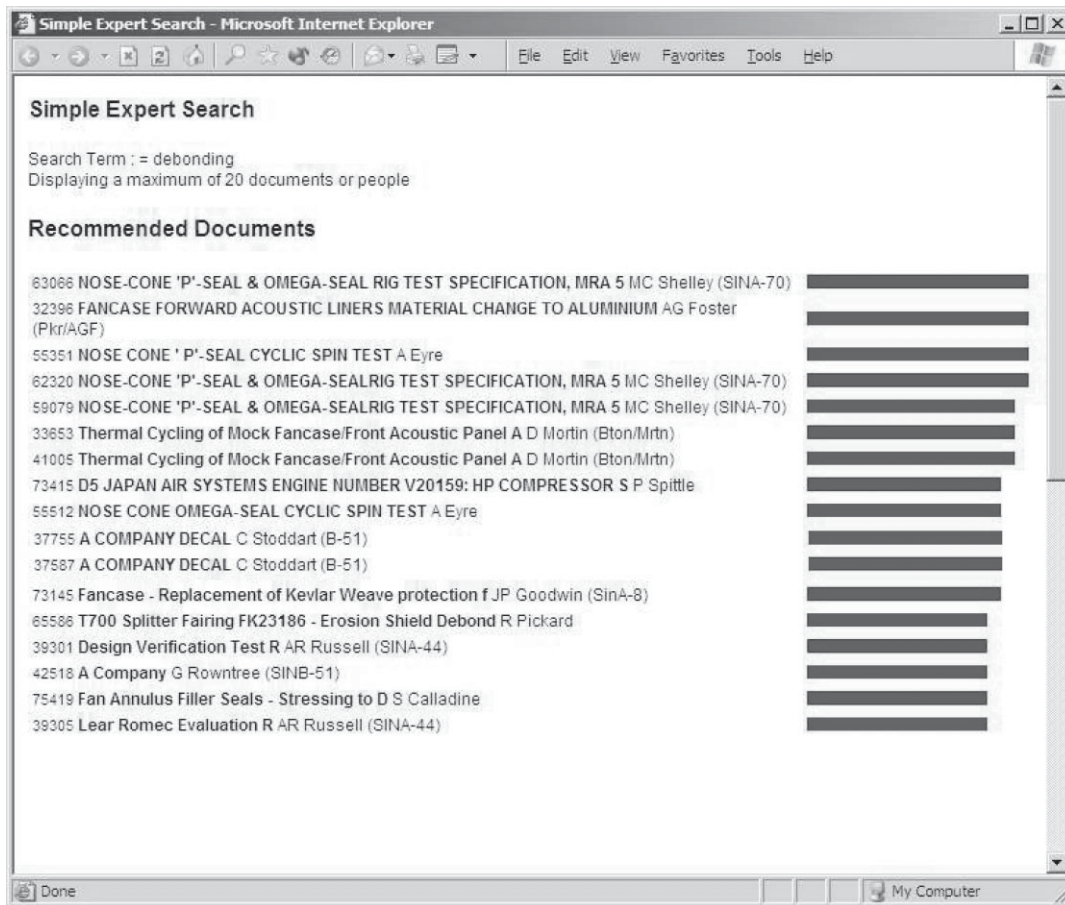 Simple Expert Search - Microsoft Internet Explorer
File Edit View Favorites Tools Help
Simple Expert Search
Search Term : = debonding
Displaying a maximum of 20 documents or people
Recommended Documents
63066 NOSE-CONE 'P'-SEAL & OMEGA-SEAL RIG TEST SPECIFICATION, MRA 5 MC Shelley (SINA-70)
32396 FANCASE FORWARD ACOUSTIC LINERS MATERIAL CHANGE TO ALUMINIUM AG Foster
(Pkr/AGF)
55351 NOSE CONE ' P'-SEAL CYCLIC SPIN TEST A Eyre
62320 NOSE-CONE 'P'-SEAL & OMEGA-SEALRIG TEST SPECIFICATION, MRA 5 MC Shelley (SINA-70)
59079 NOSE-CONE 'P'-SEAL & OMEGA-SEALRIG TEST SPECIFICATION, MRA 5 MC Shelley (SINA-70)
33653 Thermal Cycling of Mock Fancase/Front Acoustic Panel A D Mortin (Bton/Mrtn)
41005 Thermal Cycling of Mock Fancase/Front Acoustic Panel A D Mortin (Bton/Mrtn)
73415 D5 JAPAN AIR SYSTEMS ENGINE NUMBER V20159: HP COMPRESSOR S P Spittle
55512 NOSE CONE OMEGA-SEAL CYCLIC SPIN TEST A Eyre
37755 A COMPANY DECAL C Stoddart (B-51)
37587 A COMPANY DECAL C Stoddart (B-51)
73145 Fancase - Replacement of Kevlar Weave protection f JP Goodwin (SinA-8)
65586 T700 Splitter Fairing FK23186 - Erosion Shield Debond R Pickard
39301 Design Verification Test R AR Russell (SINA-44)
42518 A Company G Rowntree (SINB-51)
75419 Fan Annulus Filler Seals - Stressing to D S Calladine
39305 Lear Romec Evaluation R AR Russell (SINA-44)
Done
My Computer